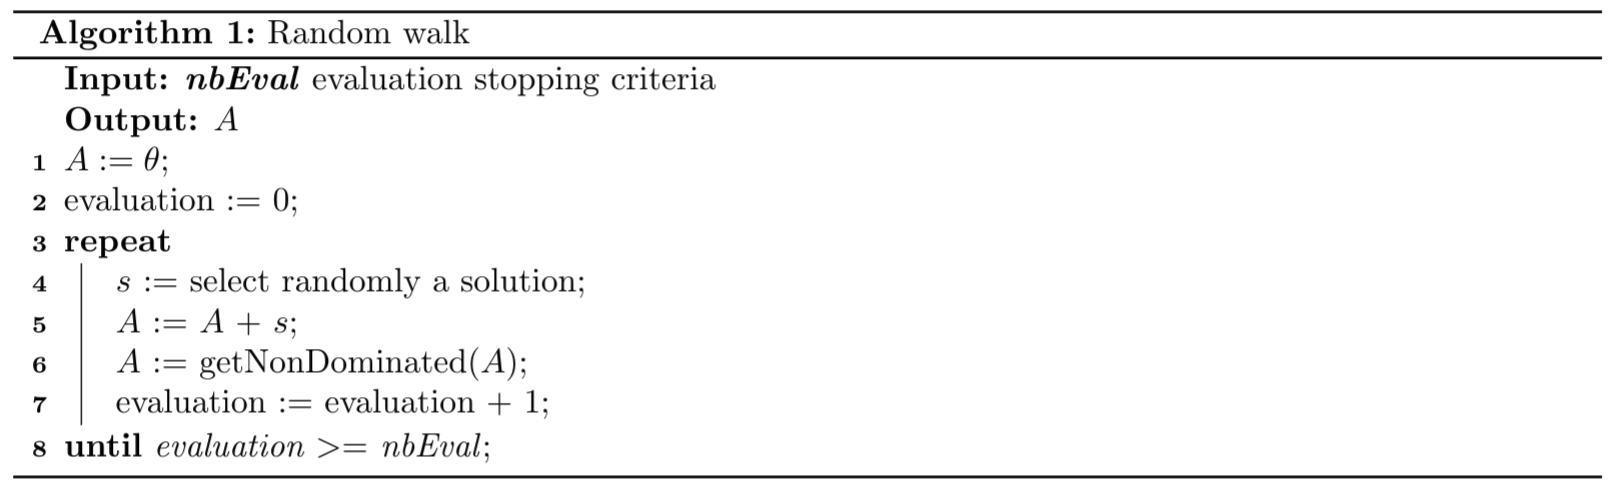 Algorithm 1: Random walk
Input: nbEval evaluation stopping criteria
Output: A
1 A := θ;
2 evaluation := 0;
3 repeat
4 s := select randomly a solution;
5 A := A + s;
6 A := getNonDominated(A);
7 evaluation := evaluation + 1;
8 until evaluation >= nbEval;